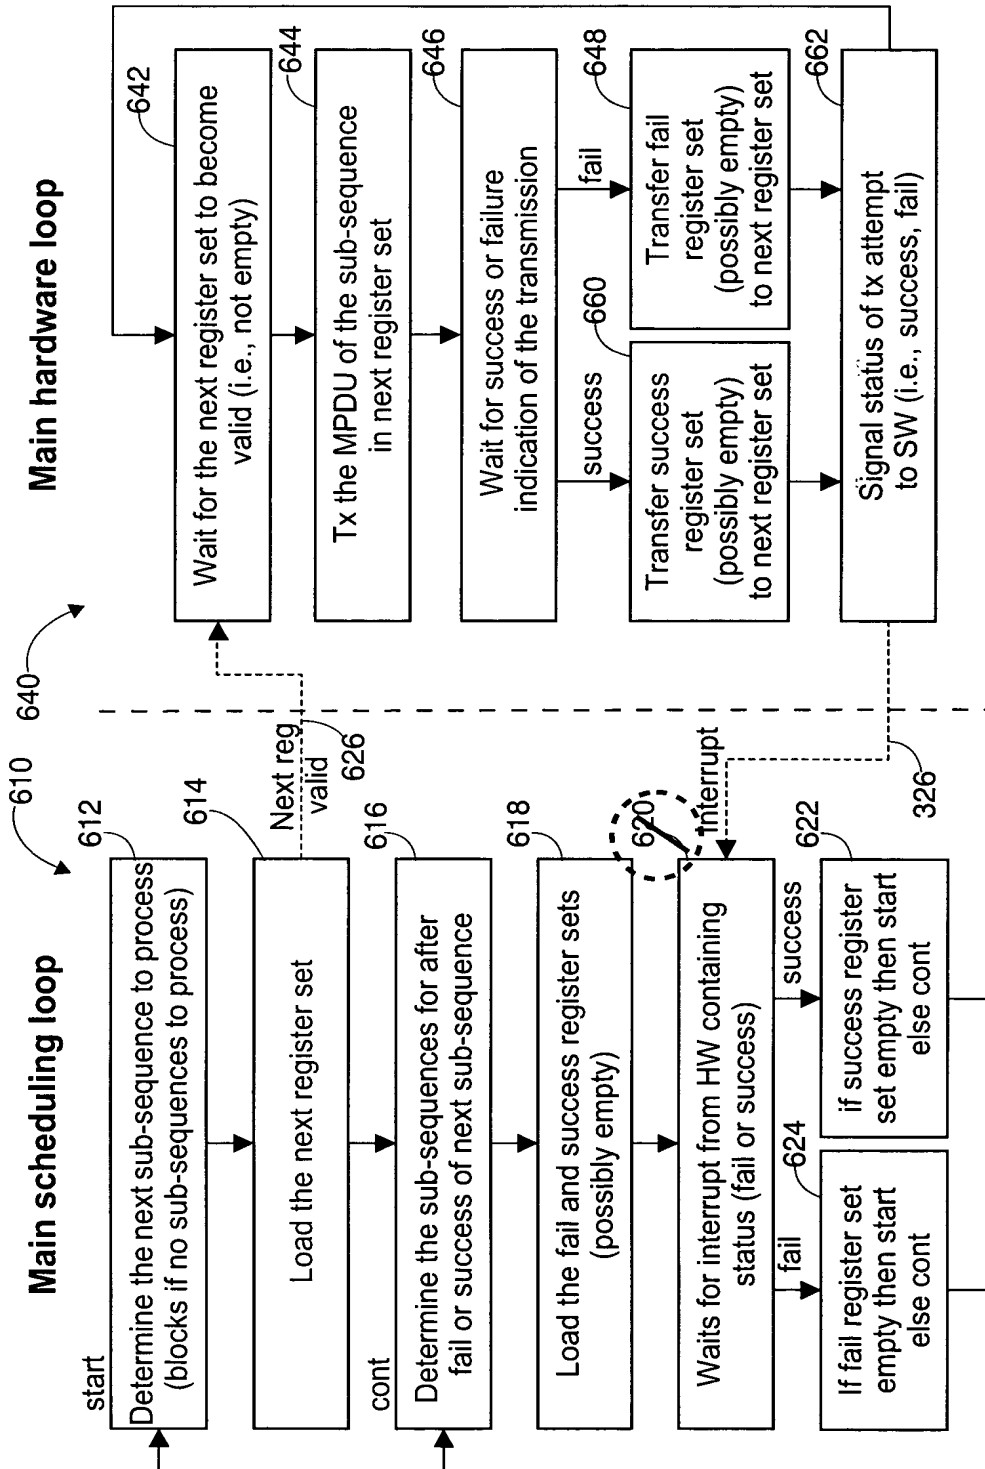 Main scheduling loop
610
start
612
Determine the next sub-sequence to process
(blocks if no sub-sequences to process)
614
Load the next register set
Next reg
valid
626
cont
616
Determine the sub-sequences for after
fail or success of next sub-sequence
618
Load the fail and success register sets
(possibly empty)
620
Interrupt
Waits for interrupt from HW containing
status (fail or success)
326
fail
success
624
If fail register set
empty then start
else cont
622
if success register
set empty then start
else cont
Main hardware loop
640
642
Wait for the next register set to become
valid (i.e., not empty)
644
Tx the MPDU of the sub-sequence
in next register set
646
Wait for success or failure
indication of the transmission
success
fail
660
Transfer success
register set
(possibly empty)
to next register set
648
Transfer fail
register set
(possibly empty)
to next register set
662
Signal status of tx attempt
to SW (i.e., success, fail)